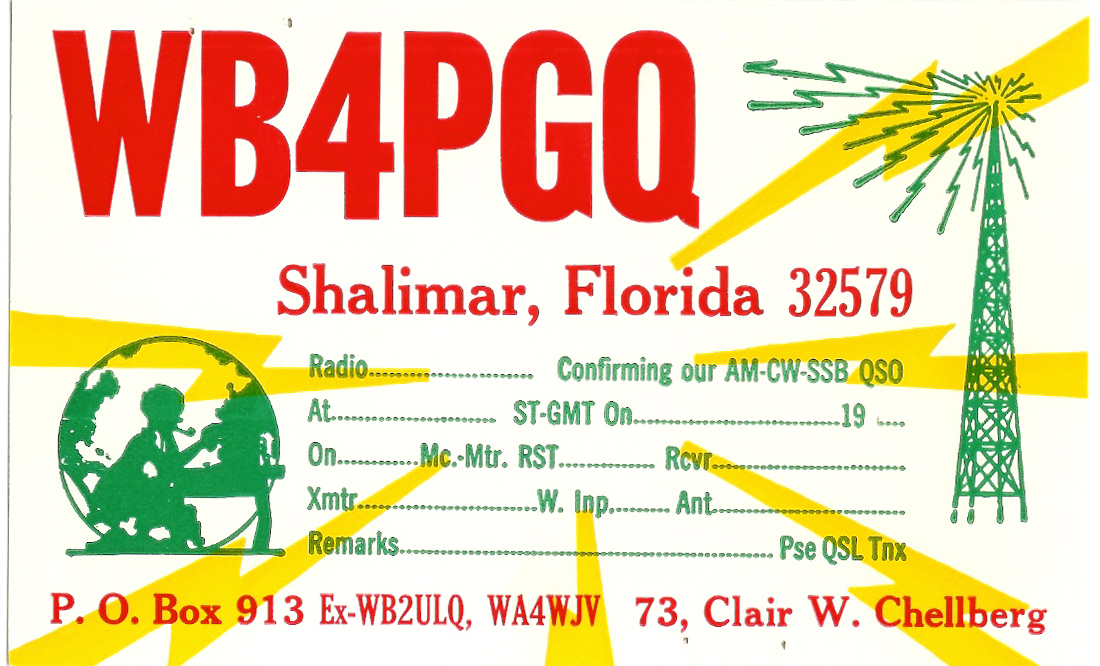 WB4PGQ
Shalimar, Florida 32579
Radio.................... Confirming our AM-CW-SSB QSO
At.................... ST-GMT On.................... 19 ....
On.............Mc.-Mtr. RST............. Rcvr....................
Xmtr....................W. Inp....... Ant....................
Remarks........................................ Pse QSL Tnx
P. O. Box 913 Ex-WB2ULQ, WA4WJV 73, Clair W. Chellberg